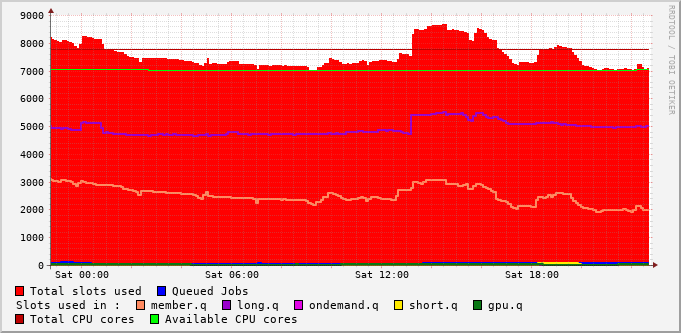 9000
8000
7000
6000
5000
4000
3000
2000
1000
0
Sat 00:00 Sat 06:00 Sat 12:00 Sat 18:00
RRDTOOL / TOBI OETIKER
Total slots used Queued Jobs
Slots used in : member.q long.q ondemand.q short.q gpu.q
Total CPU cores Available CPU cores